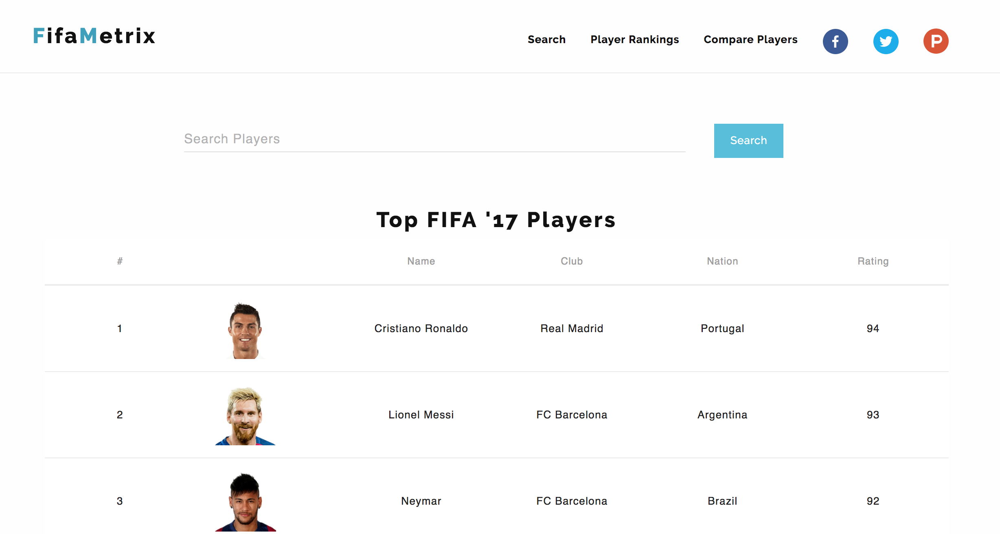 FifaMetrix
Search Player Rankings Compare Players
Search Players Search
Top FIFA '17 Players
# Name Club Nation Rating
1 Cristiano Ronaldo Real Madrid Portugal 94
2 Lionel Messi FC Barcelona Argentina 93
3 Neymar FC Barcelona Brazil 92